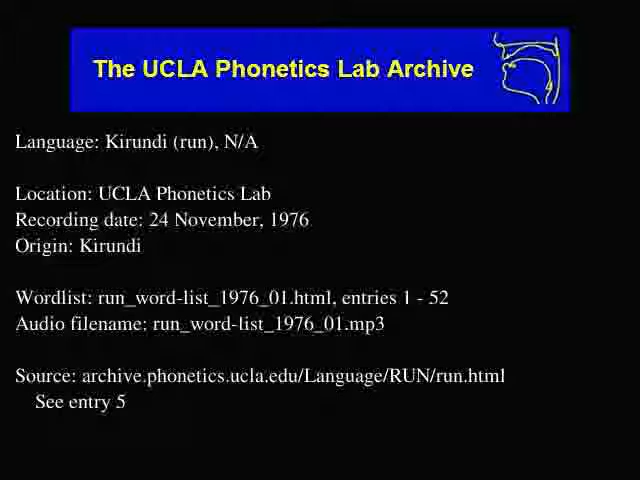 The UCLA Phonetics Lab Archive
Language: Kirundi (run), N/A
Location: UCLA Phonetics Lab
Recording date: 24 November, 1976
Origin: Kirundi
Wordlist: run_word-list_1976_01.html, entries 1 - 52
Audio filename: run_word-list_1976_01.mp3
Source: archive.phonetics.ucla.edu/Language/RUN/run.html
See entry 5